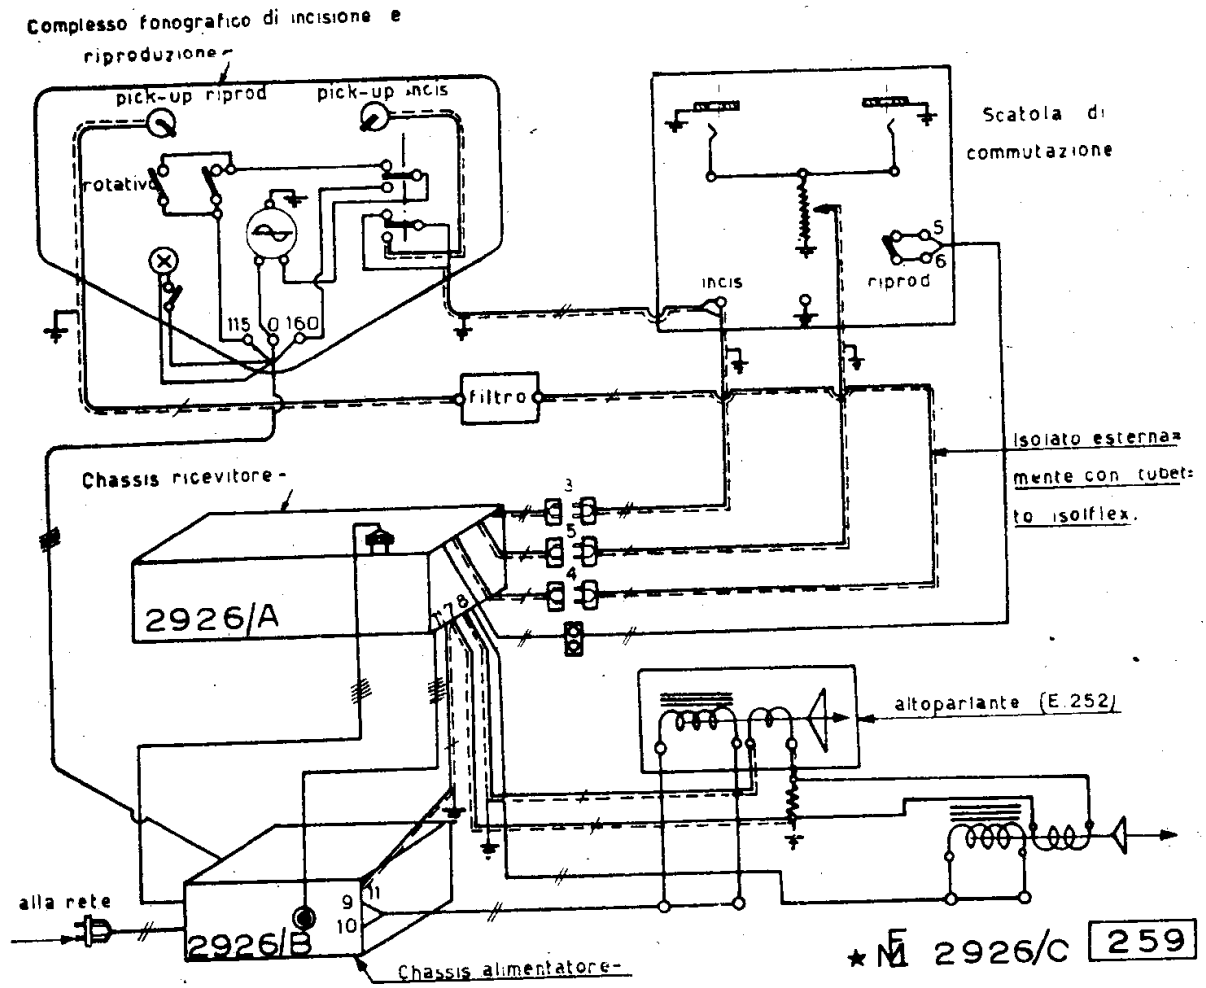 Complesso fonografico di incisione e
riproduzione-
pick-up riprod
pick-up incis
rotativo
115
0
160
Scatola di
commutazione
5
6
riprod
incis
filtro
Isolato esterna=
mente con tubet=
to isolflex.
Chassis ricevitore-
3
5
4
2926/A
7
8
altoparlante (E.252)
alla rete
9
11
10
2926/B
Chassis alimentatore-
2926/C
259